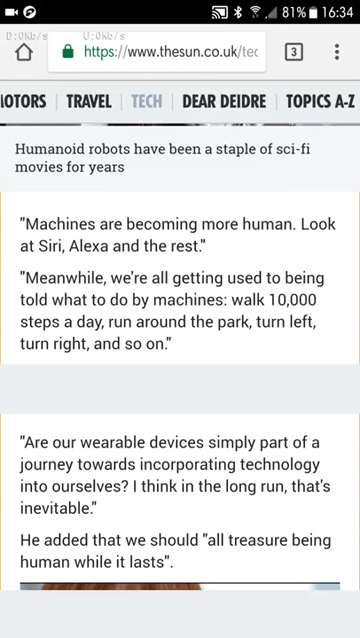 81% 16:34
D:0Kb/s U:0Kb/s
https://www.thesun.co.uk/tec
3
MOTORS TRAVEL TECH DEAR DEIDRE TOPICS A-Z
Humanoid robots have been a staple of sci-fi
movies for years
"Machines are becoming more human. Look
at Siri, Alexa and the rest."
"Meanwhile, we're all getting used to being
told what to do by machines: walk 10,000
steps a day, run around the park, turn left,
turn right, and so on."
"Are our wearable devices simply part of a
journey towards incorporating technology
into ourselves? I think in the long run, that's
inevitable."
He added that we should "all treasure being
human while it lasts".